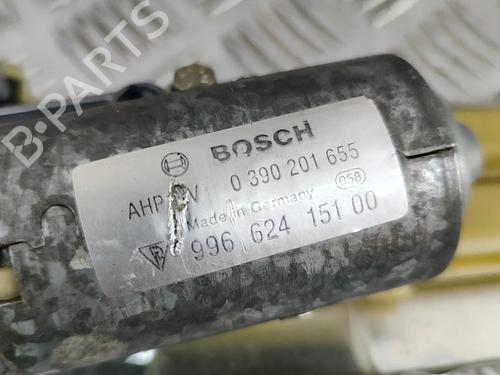 BOSCH
0 390 201 655
AHP V
Made in Germany
058
996 624 151 00
B-PARTS